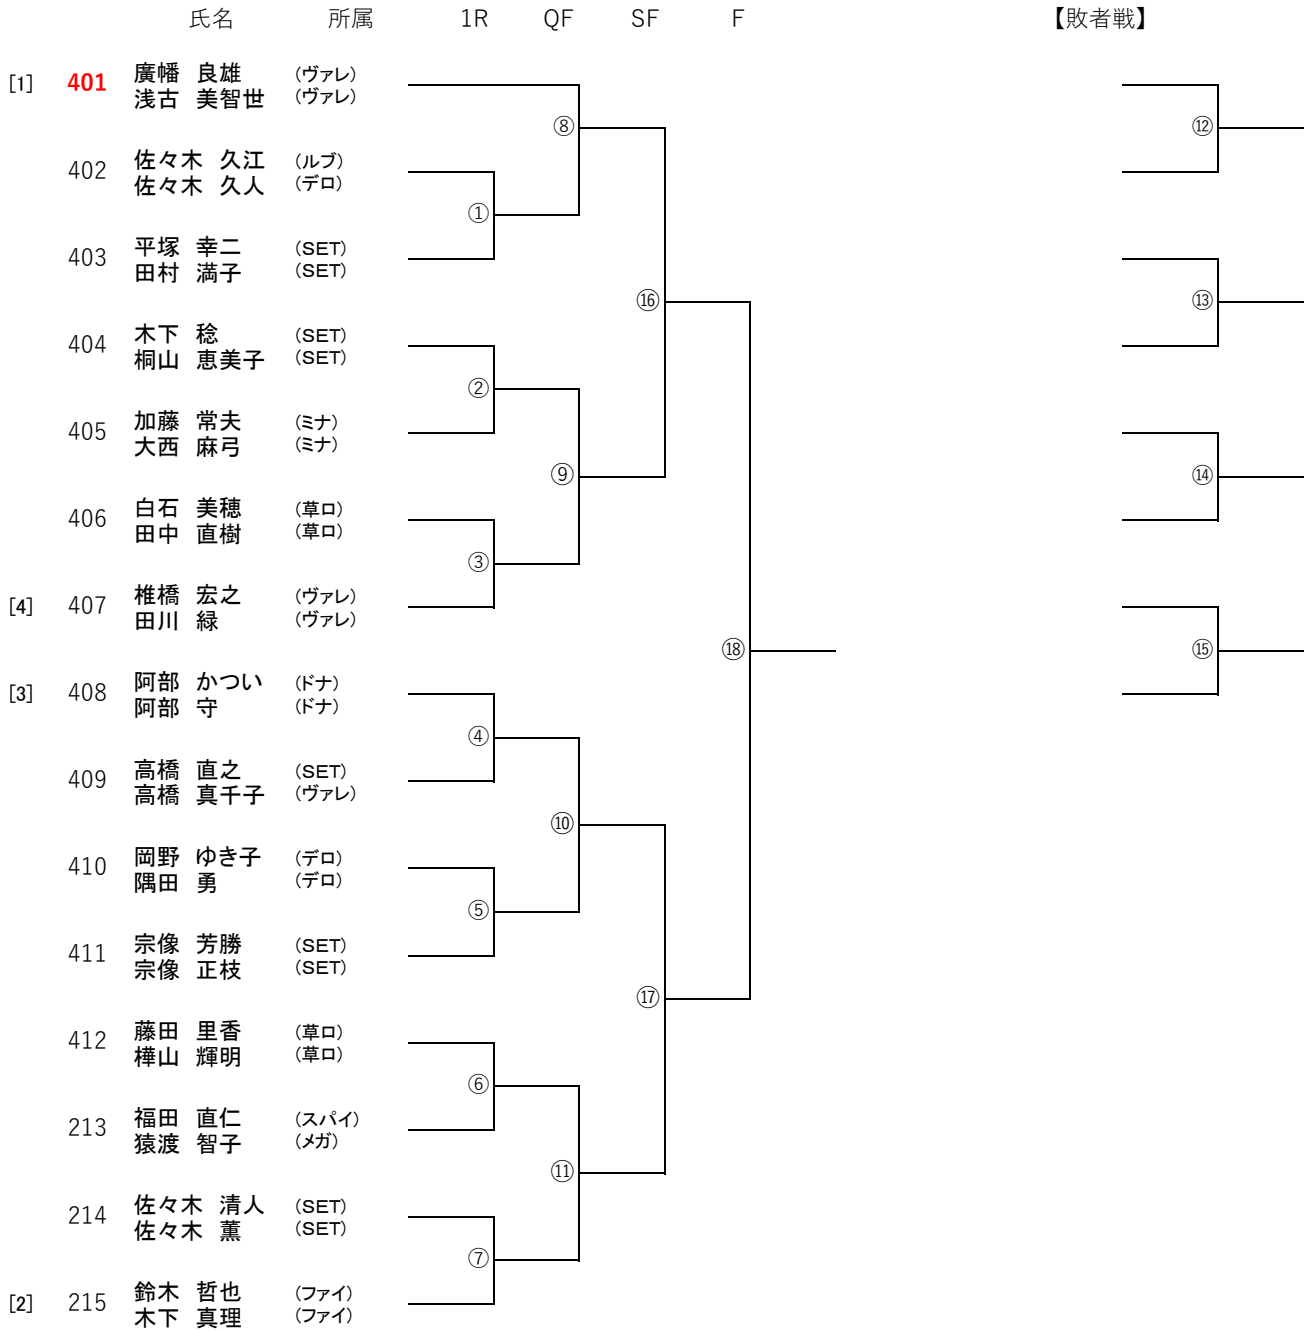 氏名 所属 1R QF SF F 【敗者戦】
[1] 401 廣幡 良雄 (ヴァレ)
浅古 美智世 (ヴァレ)
⑧ ⑫
402 佐々木 久江 (ルブ)
佐々木 久人 (デロ)
①
403 平塚 幸二 (SET)
田村 満子 (SET)
⑯ ⑬
404 木下 稔 (SET)
桐山 恵美子 (SET)
②
405 加藤 常夫 (ミナ)
大西 麻弓 (ミナ)
⑨ ⑭
406 白石 美穂 (草ロ)
田中 直樹 (草ロ)
③
[4] 407 椎橋 宏之 (ヴァレ)
田川 緑 (ヴァレ)
⑱ ⑮
[3] 408 阿部 かつい (ドナ)
阿部 守 (ドナ)
④
409 高橋 直之 (SET)
高橋 真千子 (ヴァレ)
⑩
410 岡野 ゆき子 (デロ)
隅田 勇 (デロ)
⑤
411 宗像 芳勝 (SET)
宗像 正枝 (SET)
⑰
412 藤田 里香 (草ロ)
樺山 輝明 (草ロ)
⑥
213 福田 直仁 (スパイ)
猿渡 智子 (メガ)
⑪
214 佐々木 清人 (SET)
佐々木 薫 (SET)
⑦
[2] 215 鈴木 哲也 (ファイ)
木下 真理 (ファイ)